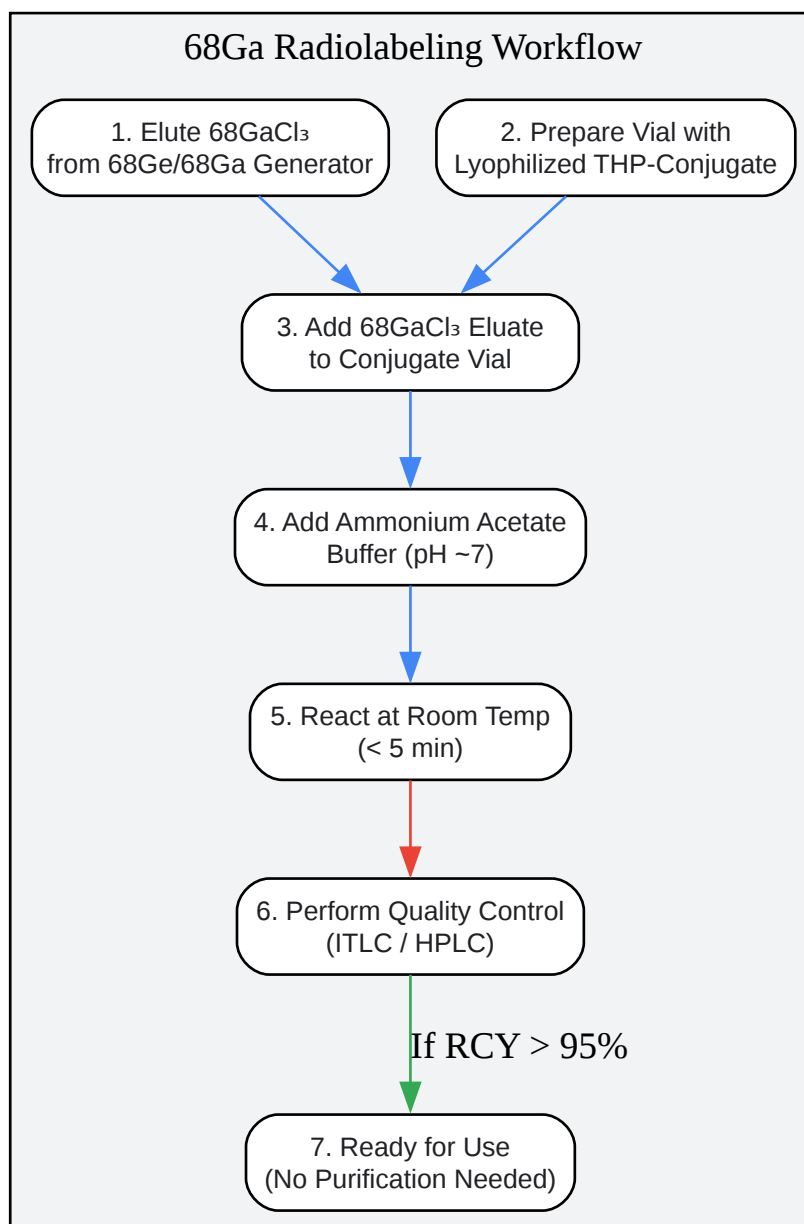 68Ga Radiolabeling Workflow
1. Elute 68GaCl₃
from 68Ge/68Ga Generator
2. Prepare Vial with
Lyophilized THP-Conjugate
3. Add 68GaCl₃ Eluate
to Conjugate Vial
4. Add Ammonium Acetate
Buffer (pH ~7)
5. React at Room Temp
(< 5 min)
6. Perform Quality Control
(ITLC / HPLC)
If RCY > 95%
7. Ready for Use
(No Purification Needed)